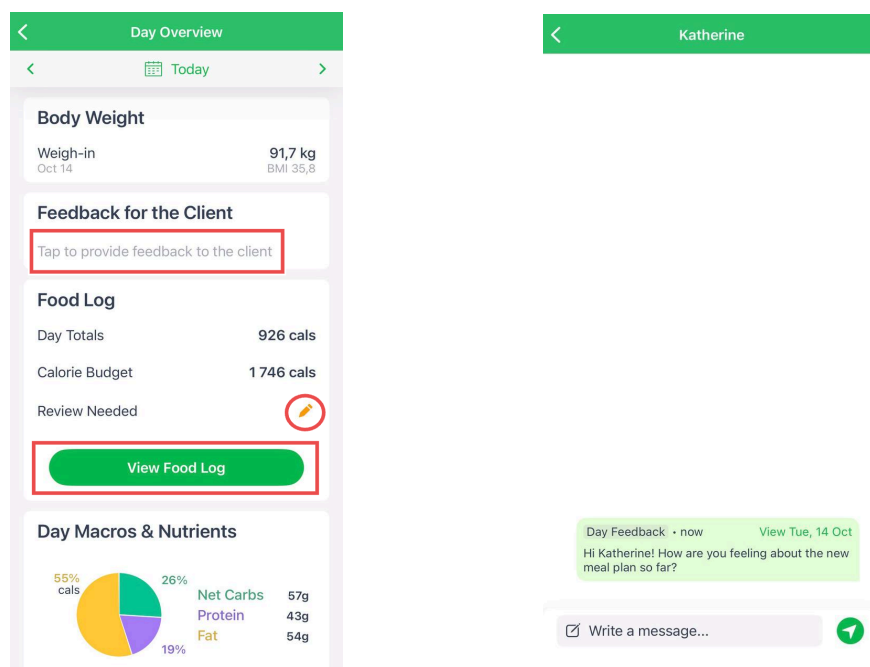 Day Overview
Today
Body Weight
Weigh-in 91,7 kg
Oct 14 BMI 35,8
Feedback for the Client
Tap to provide feedback to the client
Food Log
Day Totals 926 cals
Calorie Budget 1 746 cals
Review Needed
View Food Log
Day Macros & Nutrients
55%
cals
26%
19%
Net Carbs 57g
Protein 43g
Fat 54g
Katherine
Day Feedback • now View Tue, 14 Oct
Hi Katherine! How are you feeling about the new
meal plan so far?
Write a message...